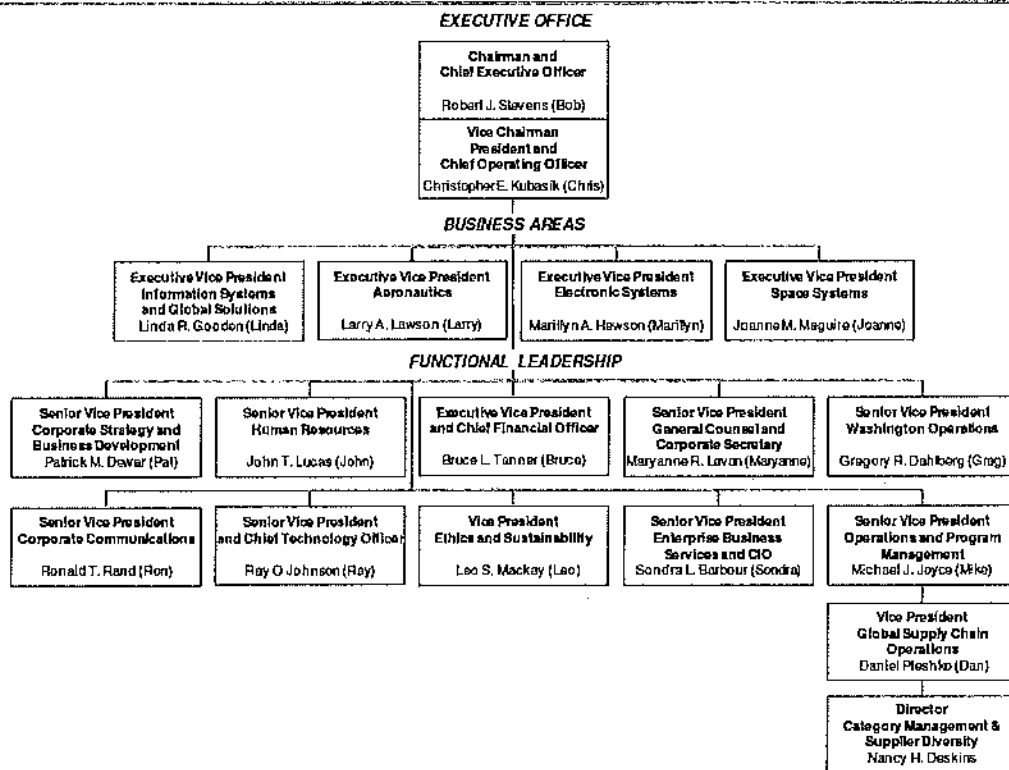 EXECUTIVE OFFICE
Chairman and
Chief Executive Officer
Robert J. Stevens (Bob)
Vice Chairman
President and
Chief Operating Officer
Christopher E. Kubasik (Chris)
BUSINESS AREAS
Executive Vice President
Information Systems
and Global Solutions
Linda R. Gooden (Linda)
Executive Vice President
Aeronautics
Larry A. Lawson (Larry)
Executive Vice President
Electronic Systems
Marillyn A. Hewson (Marillyn)
Executive Vice President
Space Systems
Joanne M. Maguire (Joanne)
FUNCTIONAL LEADERSHIP
Senior Vice President
Corporate Strategy and
Business Development
Patrick M. Dewar (Pat)
Senior Vice President
Human Resources
John T. Lucas (John)
Executive Vice President
and Chief Financial Officer
Bruce L. Tanner (Bruce)
Senior Vice President
General Counsel and
Corporate Secretary
Maryanne R. Lavan (Maryanne)
Senior Vice President
Washington Operations
Gregory R. Dahlberg (Greg)
Senior Vice President
Corporate Communications
Ronald T. Rand (Ron)
Senior Vice President
and Chief Technology Officer
Ray O Johnson (Ray)
Vice President
Ethics and Sustainability
Leo S. Mackay (Leo)
Senior Vice President
Enterprise Business
Services and CIO
Sondra L. Barbour (Sondra)
Senior Vice President
Operations and Program
Management
Michael J. Joyce (Mike)
Vice President
Global Supply Chain
Operations
Daniel Pleshko (Dan)
Director
Category Management &
Supplier Diversity
Nancy H. Deskins